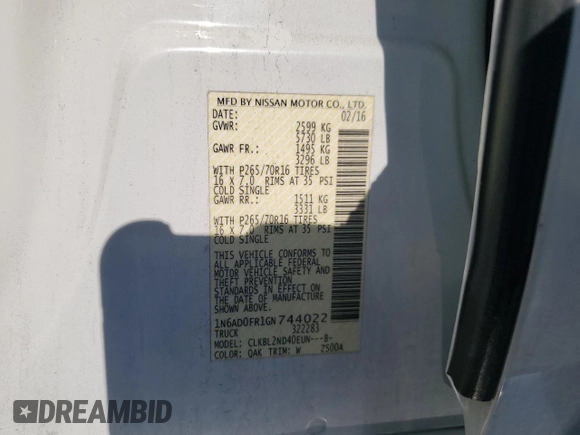 MFD BY NISSAN MOTOR CO., LTD.
DATE: 02/16
GVWR: 2599 KG
5730 LB
GAWR FR.: 1495 KG
3296 LB
WITH P265/70R16 TIRES
16 X 7.0 RIMS AT 35 PSI
COLD SINGLE
GAWR RR.: 1511 KG
3331 LB
WITH P265/70R16 TIRES
16 X 7.0 RIMS AT 35 PSI
COLD SINGLE
THIS VEHICLE CONFORMS TO
ALL APPLICABLE FEDERAL
MOTOR VEHICLE SAFETY AND
THEFT PREVENTION
STANDARDS IN EFFECT ON
THE DATE OF MANUFACTURE
SHOWN ABOVE.
1N6AD0FR1GN744022
TRUCK 322283
MODEL: CLKBL2ND40EUN---B-
COLOR: QAK TRIM: W 2500A
DREAMBID